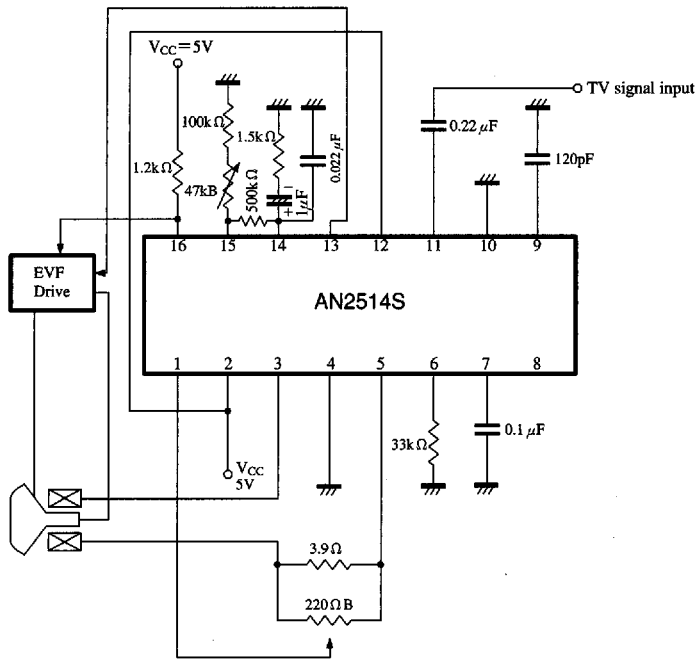 V_CC=5V
TV signal input
100kΩ
1.5kΩ
0.022μF
0.22μF
120pF
1.2kΩ
47kB
500kΩ
−
+
1μF
16 15 14 13 12 11 10 9
EVF
Drive
AN2514S
1 2 3 4 5 6 7 8
33kΩ
0.1μF
V_CC
5V
3.9Ω
220ΩB